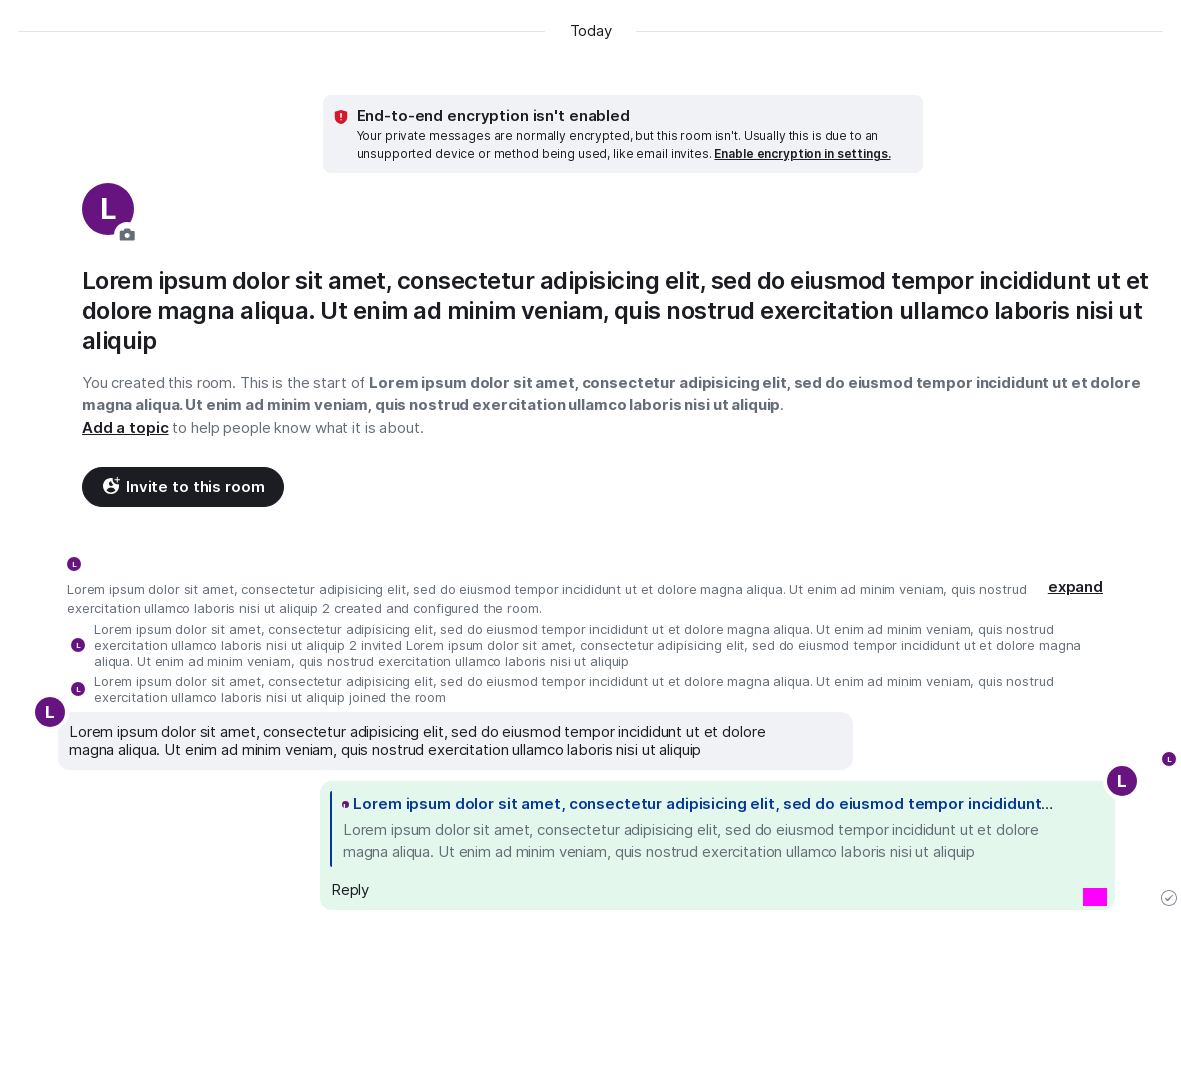 Today
End-to-end encryption isn't enabled
Your private messages are normally encrypted, but this room isn't. Usually this is due to an
unsupported device or method being used, like email invites. Enable encryption in settings.
L
Lorem ipsum dolor sit amet, consectetur adipisicing elit, sed do eiusmod tempor incididunt ut et
dolore magna aliqua. Ut enim ad minim veniam, quis nostrud exercitation ullamco laboris nisi ut
aliquip
You created this room. This is the start of Lorem ipsum dolor sit amet, consectetur adipisicing elit, sed do eiusmod tempor incididunt ut et dolore
magna aliqua. Ut enim ad minim veniam, quis nostrud exercitation ullamco laboris nisi ut aliquip.
Add a topic to help people know what it is about.
Invite to this room
L
Lorem ipsum dolor sit amet, consectetur adipisicing elit, sed do eiusmod tempor incididunt ut et dolore magna aliqua. Ut enim ad minim veniam, quis nostrud
exercitation ullamco laboris nisi ut aliquip 2 created and configured the room.
expand
L
Lorem ipsum dolor sit amet, consectetur adipisicing elit, sed do eiusmod tempor incididunt ut et dolore magna aliqua. Ut enim ad minim veniam, quis nostrud
exercitation ullamco laboris nisi ut aliquip 2 invited Lorem ipsum dolor sit amet, consectetur adipisicing elit, sed do eiusmod tempor incididunt ut et dolore magna
aliqua. Ut enim ad minim veniam, quis nostrud exercitation ullamco laboris nisi ut aliquip
L
Lorem ipsum dolor sit amet, consectetur adipisicing elit, sed do eiusmod tempor incididunt ut et dolore magna aliqua. Ut enim ad minim veniam, quis nostrud
exercitation ullamco laboris nisi ut aliquip joined the room
L
Lorem ipsum dolor sit amet, consectetur adipisicing elit, sed do eiusmod tempor incididunt ut et dolore
magna aliqua. Ut enim ad minim veniam, quis nostrud exercitation ullamco laboris nisi ut aliquip
L
L
Lorem ipsum dolor sit amet, consectetur adipisicing elit, sed do eiusmod tempor incididunt...
Lorem ipsum dolor sit amet, consectetur adipisicing elit, sed do eiusmod tempor incididunt ut et dolore
magna aliqua. Ut enim ad minim veniam, quis nostrud exercitation ullamco laboris nisi ut aliquip
Reply